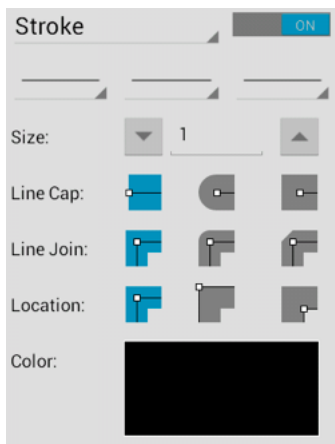 Stroke
ON
Size:
1
Line Cap:
Line Join:
Location:
Color: